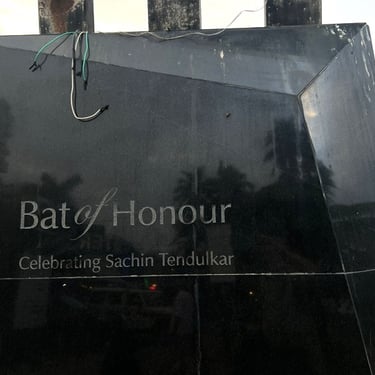 Bat of Honour
Celebrating Sachin Tendulkar